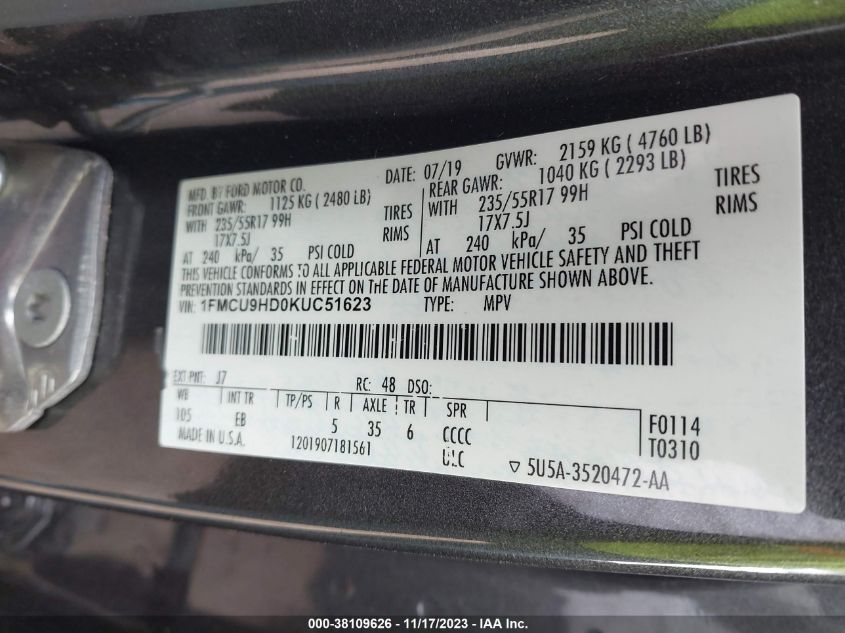 MFD. BY FORD MOTOR CO.
DATE: 07/19 GVWR: 2159 KG ( 4760 LB)
FRONT GAWR: 1125 KG ( 2480 LB)
REAR GAWR: 1040 KG ( 2293 LB)
WITH 235/55R17 99H TIRES
WITH 235/55R17 99H TIRES
17X7.5J RIMS
17X7.5J RIMS
AT 240 kPa/ 35 PSI COLD
AT 240 kPa/ 35 PSI COLD
THIS VEHICLE CONFORMS TO ALL APPLICABLE FEDERAL MOTOR VEHICLE SAFETY AND THEFT
PREVENTION STANDARDS IN EFFECT ON THE DATE OF MANUFACTURE SHOWN ABOVE.
VIN: 1FMCU9HD0KUC51623 TYPE: MPV
EXT PNT: J7 RC: 48 DSO:
WB INT TR TP/PS R AXLE TR SPR
105 EB 5 35 6 CCCC
F0114
MADE IN U.S.A. 1201907181561
T0310
5U5A-3520472-AA
000-38109626 - 11/17/2023 - IAA Inc.